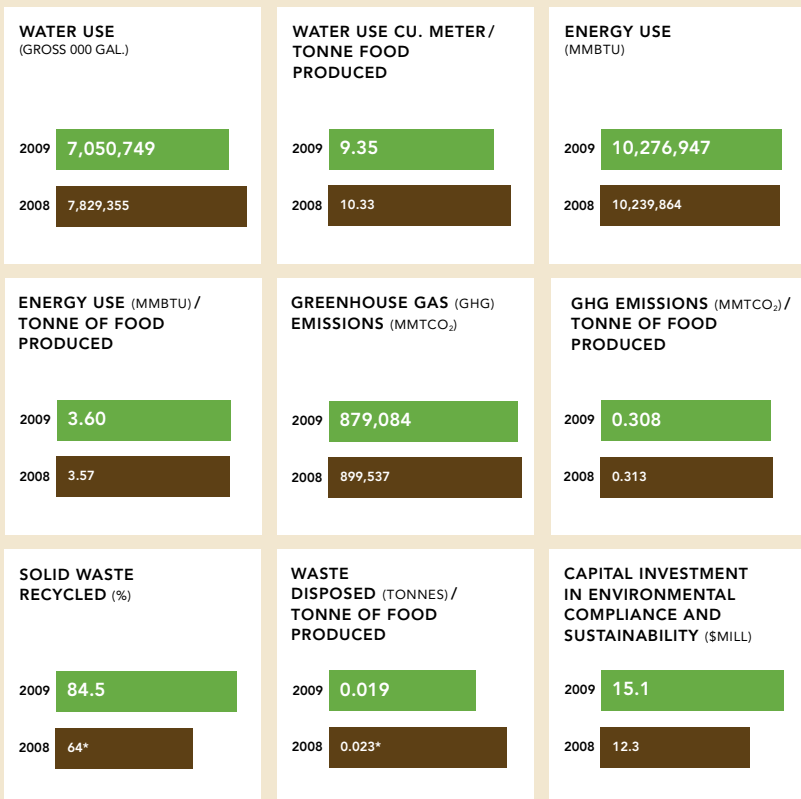 WATER USE
(GROSS 000 GAL.)
2009 7,050,749
2008 7,829,355
WATER USE CU. METER/
TONNE FOOD
PRODUCED
2009 9.35
2008 10.33
ENERGY USE
(MMBTU)
2009 10,276,947
2008 10,239,864
ENERGY USE (MMBTU)/
TONNE OF FOOD
PRODUCED
2009 3.60
2008 3.57
GREENHOUSE GAS (GHG)
EMISSIONS (MMTCO₂)
2009 879,084
2008 899,537
GHG EMISSIONS (MMTCO₂)/
TONNE OF FOOD
PRODUCED
2009 0.308
2008 0.313
SOLID WASTE
RECYCLED (%)
2009 84.5
2008 64*
WASTE
DISPOSED (TONNES)/
TONNE OF FOOD
PRODUCED
2009 0.019
2008 0.023*
CAPITAL INVESTMENT
IN ENVIRONMENTAL
COMPLIANCE AND
SUSTAINABILITY ($MILL)
2009 15.1
2008 12.3